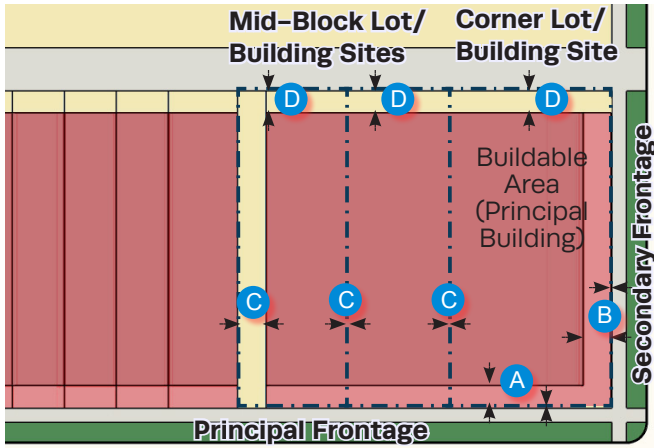 Mid-Block Lot/
Building Sites
Corner Lot/
Building Site
D
D
D
Buildable
Area
(Principal
Building)
C
C
C
B
A
Secondary Frontage
Principal Frontage